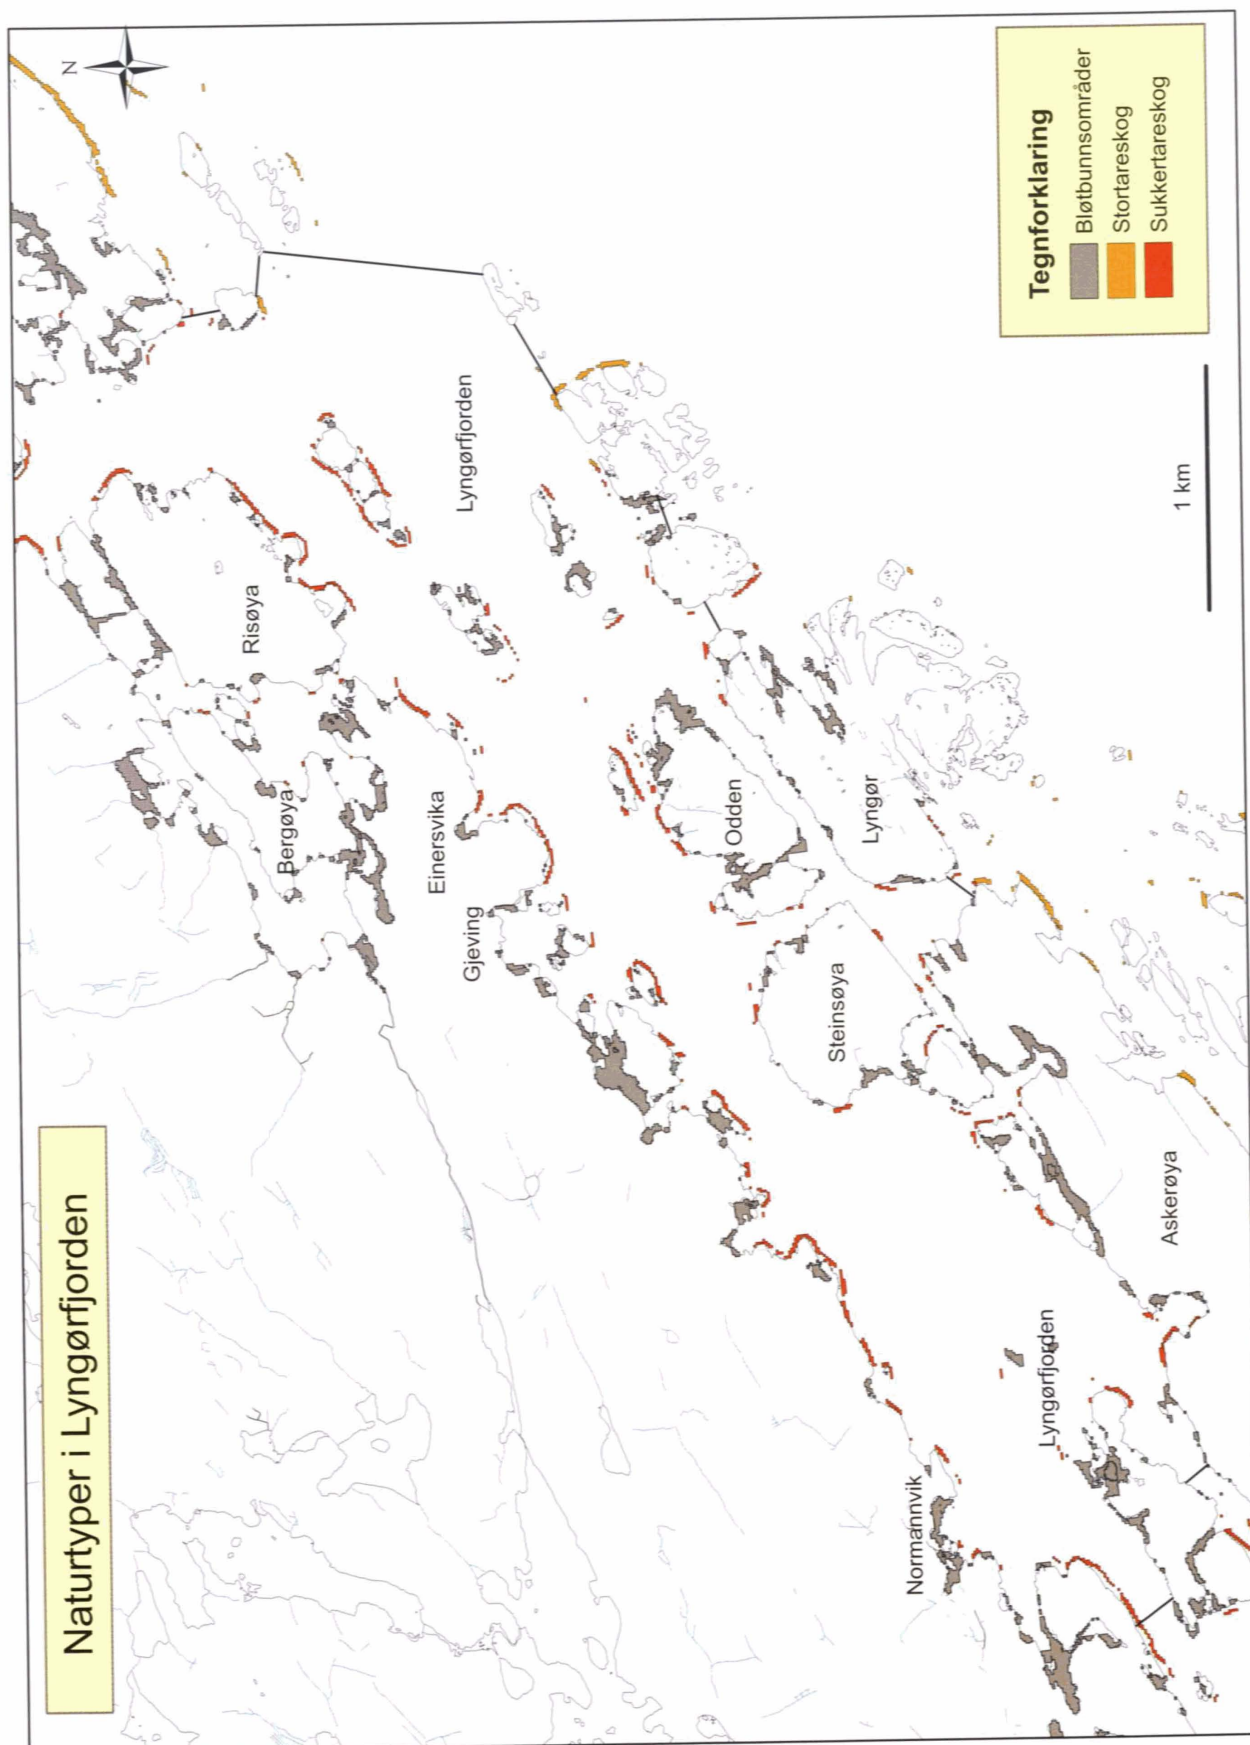 Naturtyper i Lyngørfjorden
N
Risøya
Bergøya
Lyngørfjorden
Einersvika
Gjeving
Odden
Lyngør
Steinsøya
Askerøya
Lyngørfjorden
Normannvik
1 km
Tegnforklaring
Bløtbunnsområder
Stortareskog
Sukkertareskog